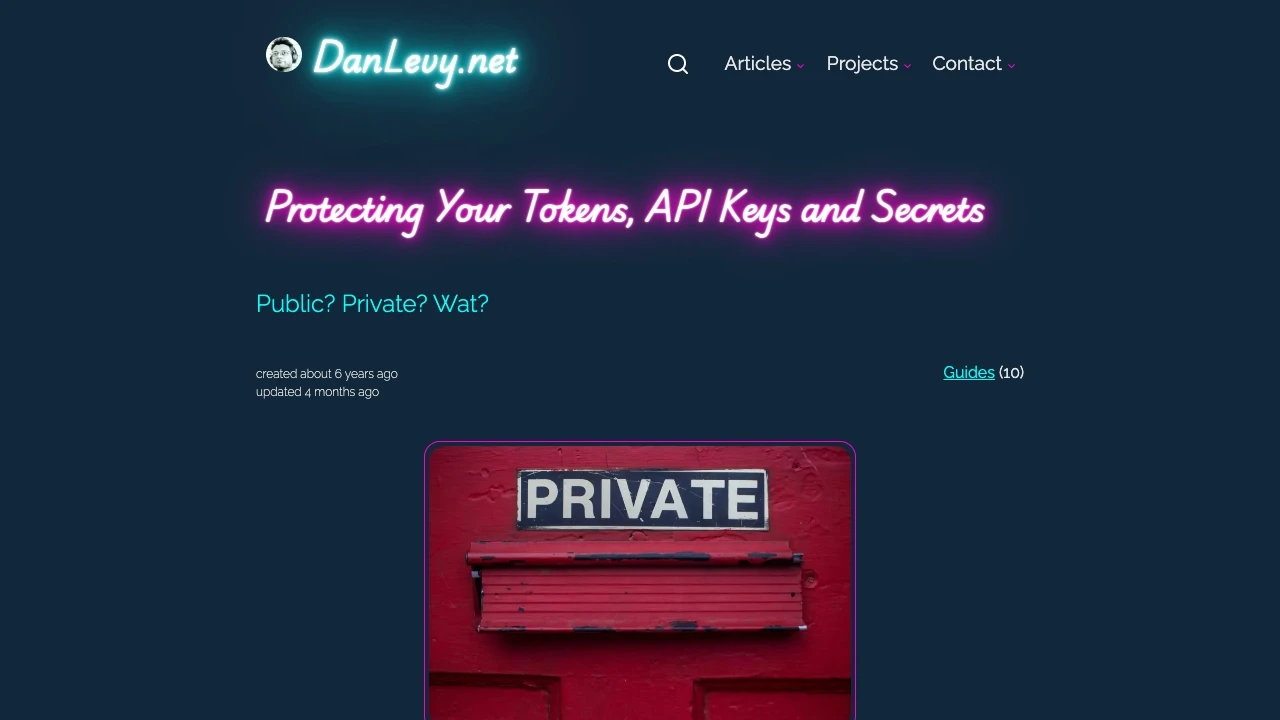 DanLevy.net
Articles
Projects
Contact
Protecting Your Tokens, API Keys and Secrets
Public? Private? Wat?
created about 6 years ago
updated 4 months ago
Guides (10)
PRIVATE